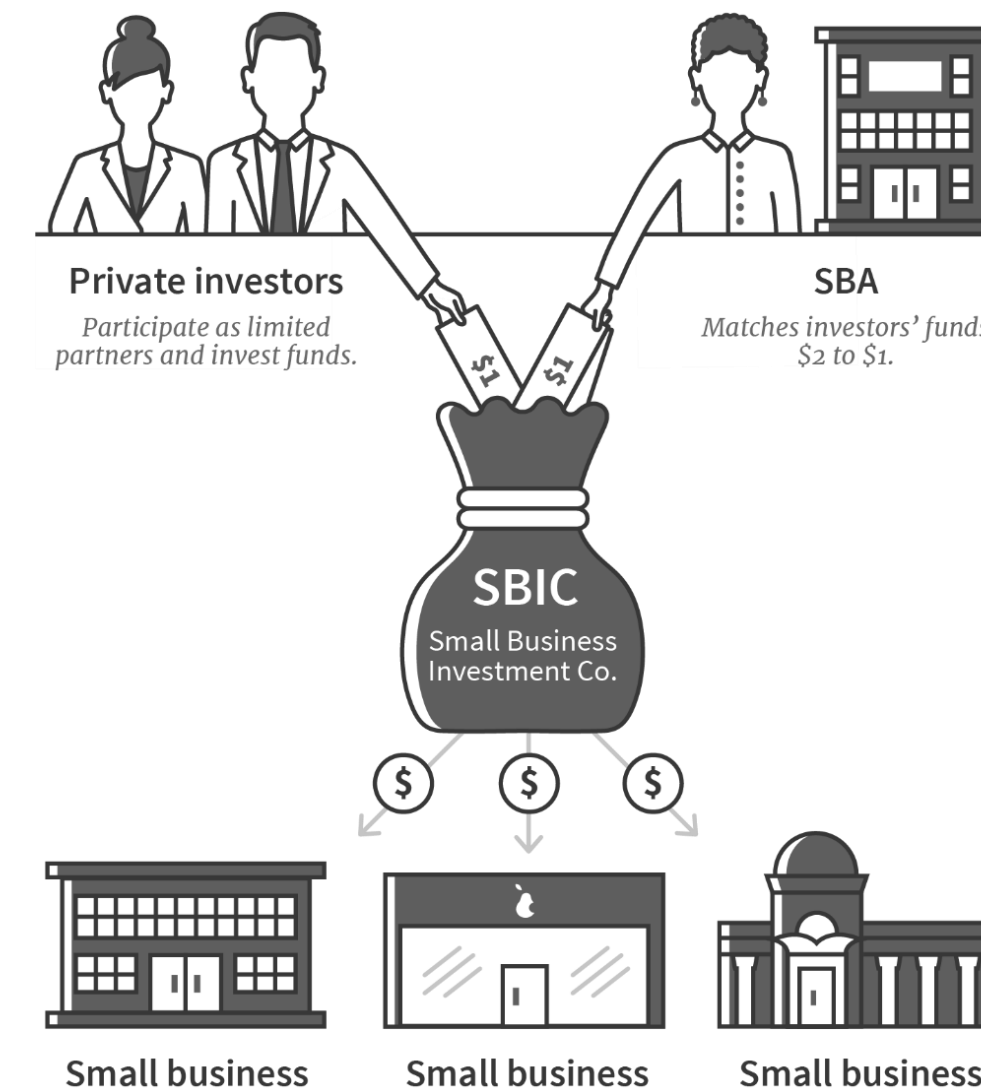 Private investors
Participate as limited
partners and invest funds.
SBA
Matches investors’ funds
$2 to $1.
$1
$1
SBIC
Small Business
Investment Co.
$
$
$
Small business
Small business
Small business